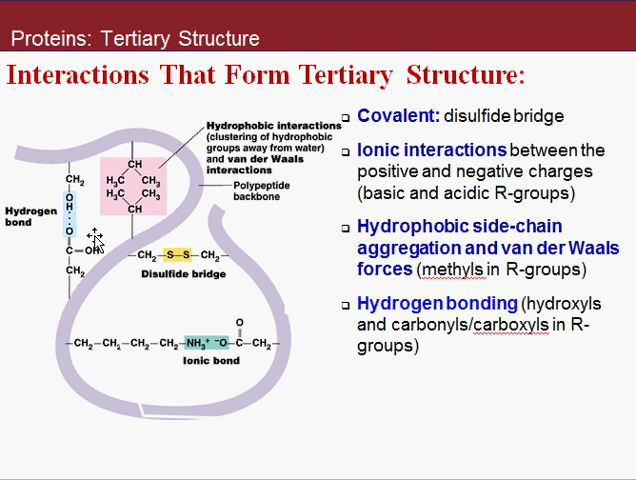 Proteins: Tertiary Structure
Interactions That Form Tertiary Structure:
Hydrophobic interactions
(clustering of hydrophobic
groups away from water)
and van der Waals
interactions
Polypeptide
backbone
Hydrogen
bond
CH₂
OH
O
C—OH
CH₂
CH
H₃C CH₃
H₃C CH₃
CH
—CH₂—S—S—CH₂—
Disulfide bridge
O
—CH₂—CH₂—CH₂—CH₂—NH₃⁺ ⁻O—C—CH₂—
Ionic bond
Covalent: disulfide bridge
Ionic interactions between the
positive and negative charges
(basic and acidic R-groups)
Hydrophobic side-chain
aggregation and van der Waals
forces (methyls in R-groups)
Hydrogen bonding (hydroxyls
and carbonyls/carboxyls in R-
groups)